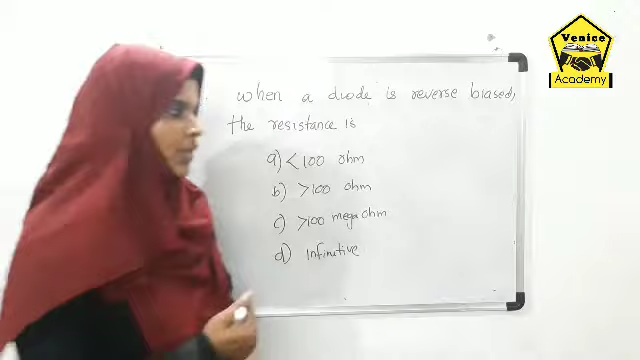 Venice
Academy
when a diode is reverse biased,
the resistance is
a) < 100 ohm
b) > 100 ohm
c) > 100 mega ohm
d) infinitive